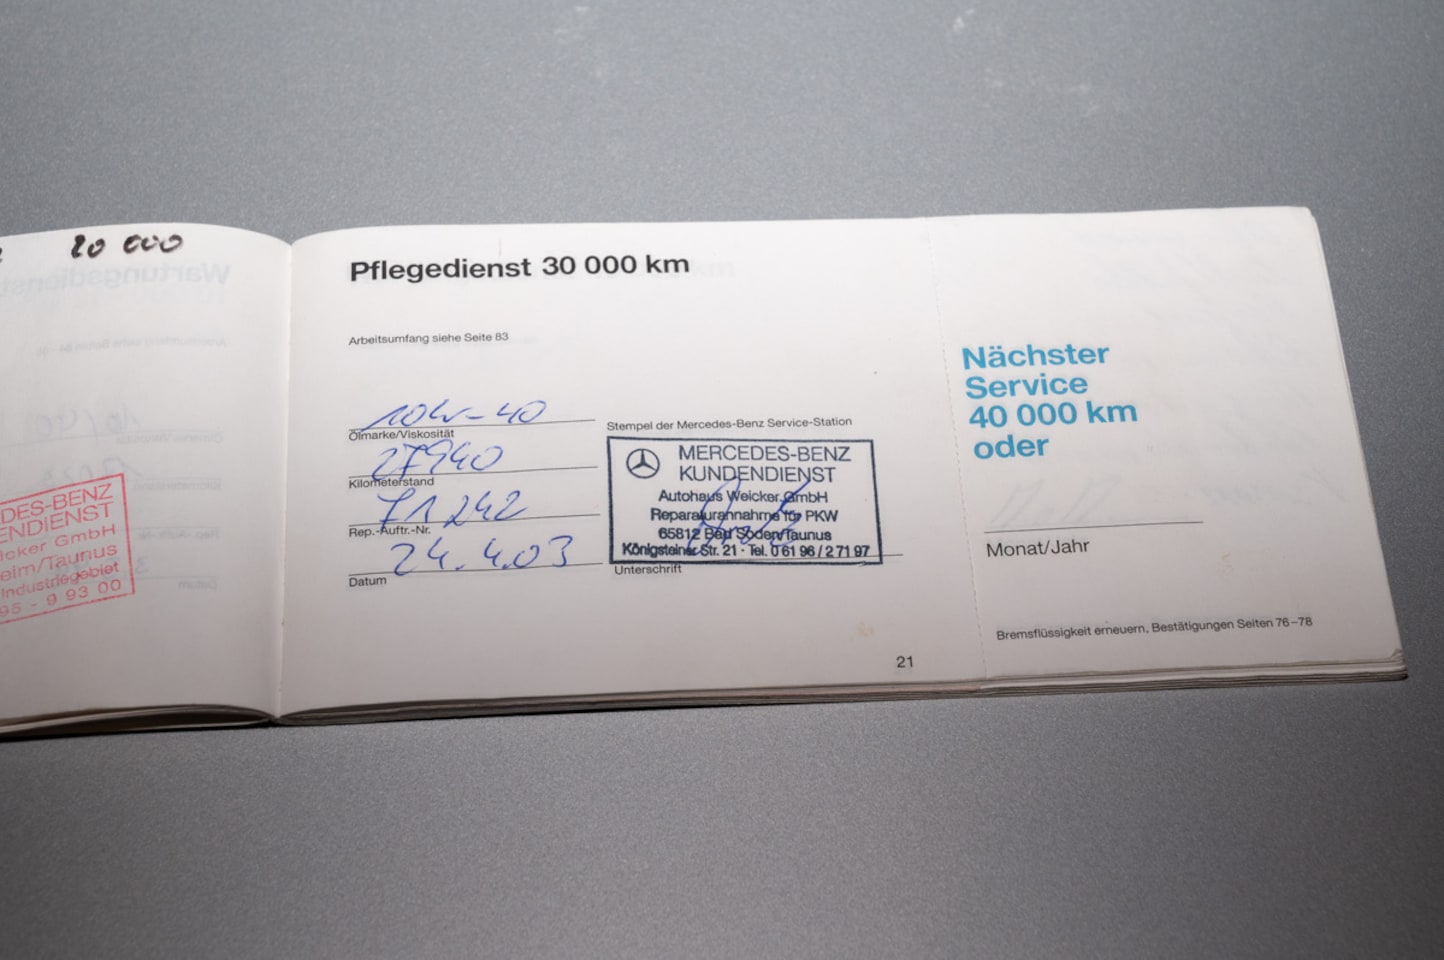 20 000
DES-BENZ
ENDIENST
icker GmbH
eim/Taunus
Industriegebiet
95 - 9 93 00
Pflegedienst 30 000 km
Arbeitsumfang siehe Seite 83
10W-40
Ölmarke/Viskosität
27940
Kilometerstand
71242
Rep.-Auftr.-Nr.
24.4.03
Datum
Stempel der Mercedes-Benz Service-Station
MERCEDES-BENZ
KUNDENDIENST
Autohaus Weicker GmbH
Reparaturannahme für PKW
65812 Bad Soden/Taunus
Königsteiner Str. 21 · Tel. 0 61 96 / 2 71 97
Unterschrift
21
Nächster
Service
40 000 km
oder
Monat/Jahr
Bremsflüssigkeit erneuern, Bestätigungen Seiten 76–78